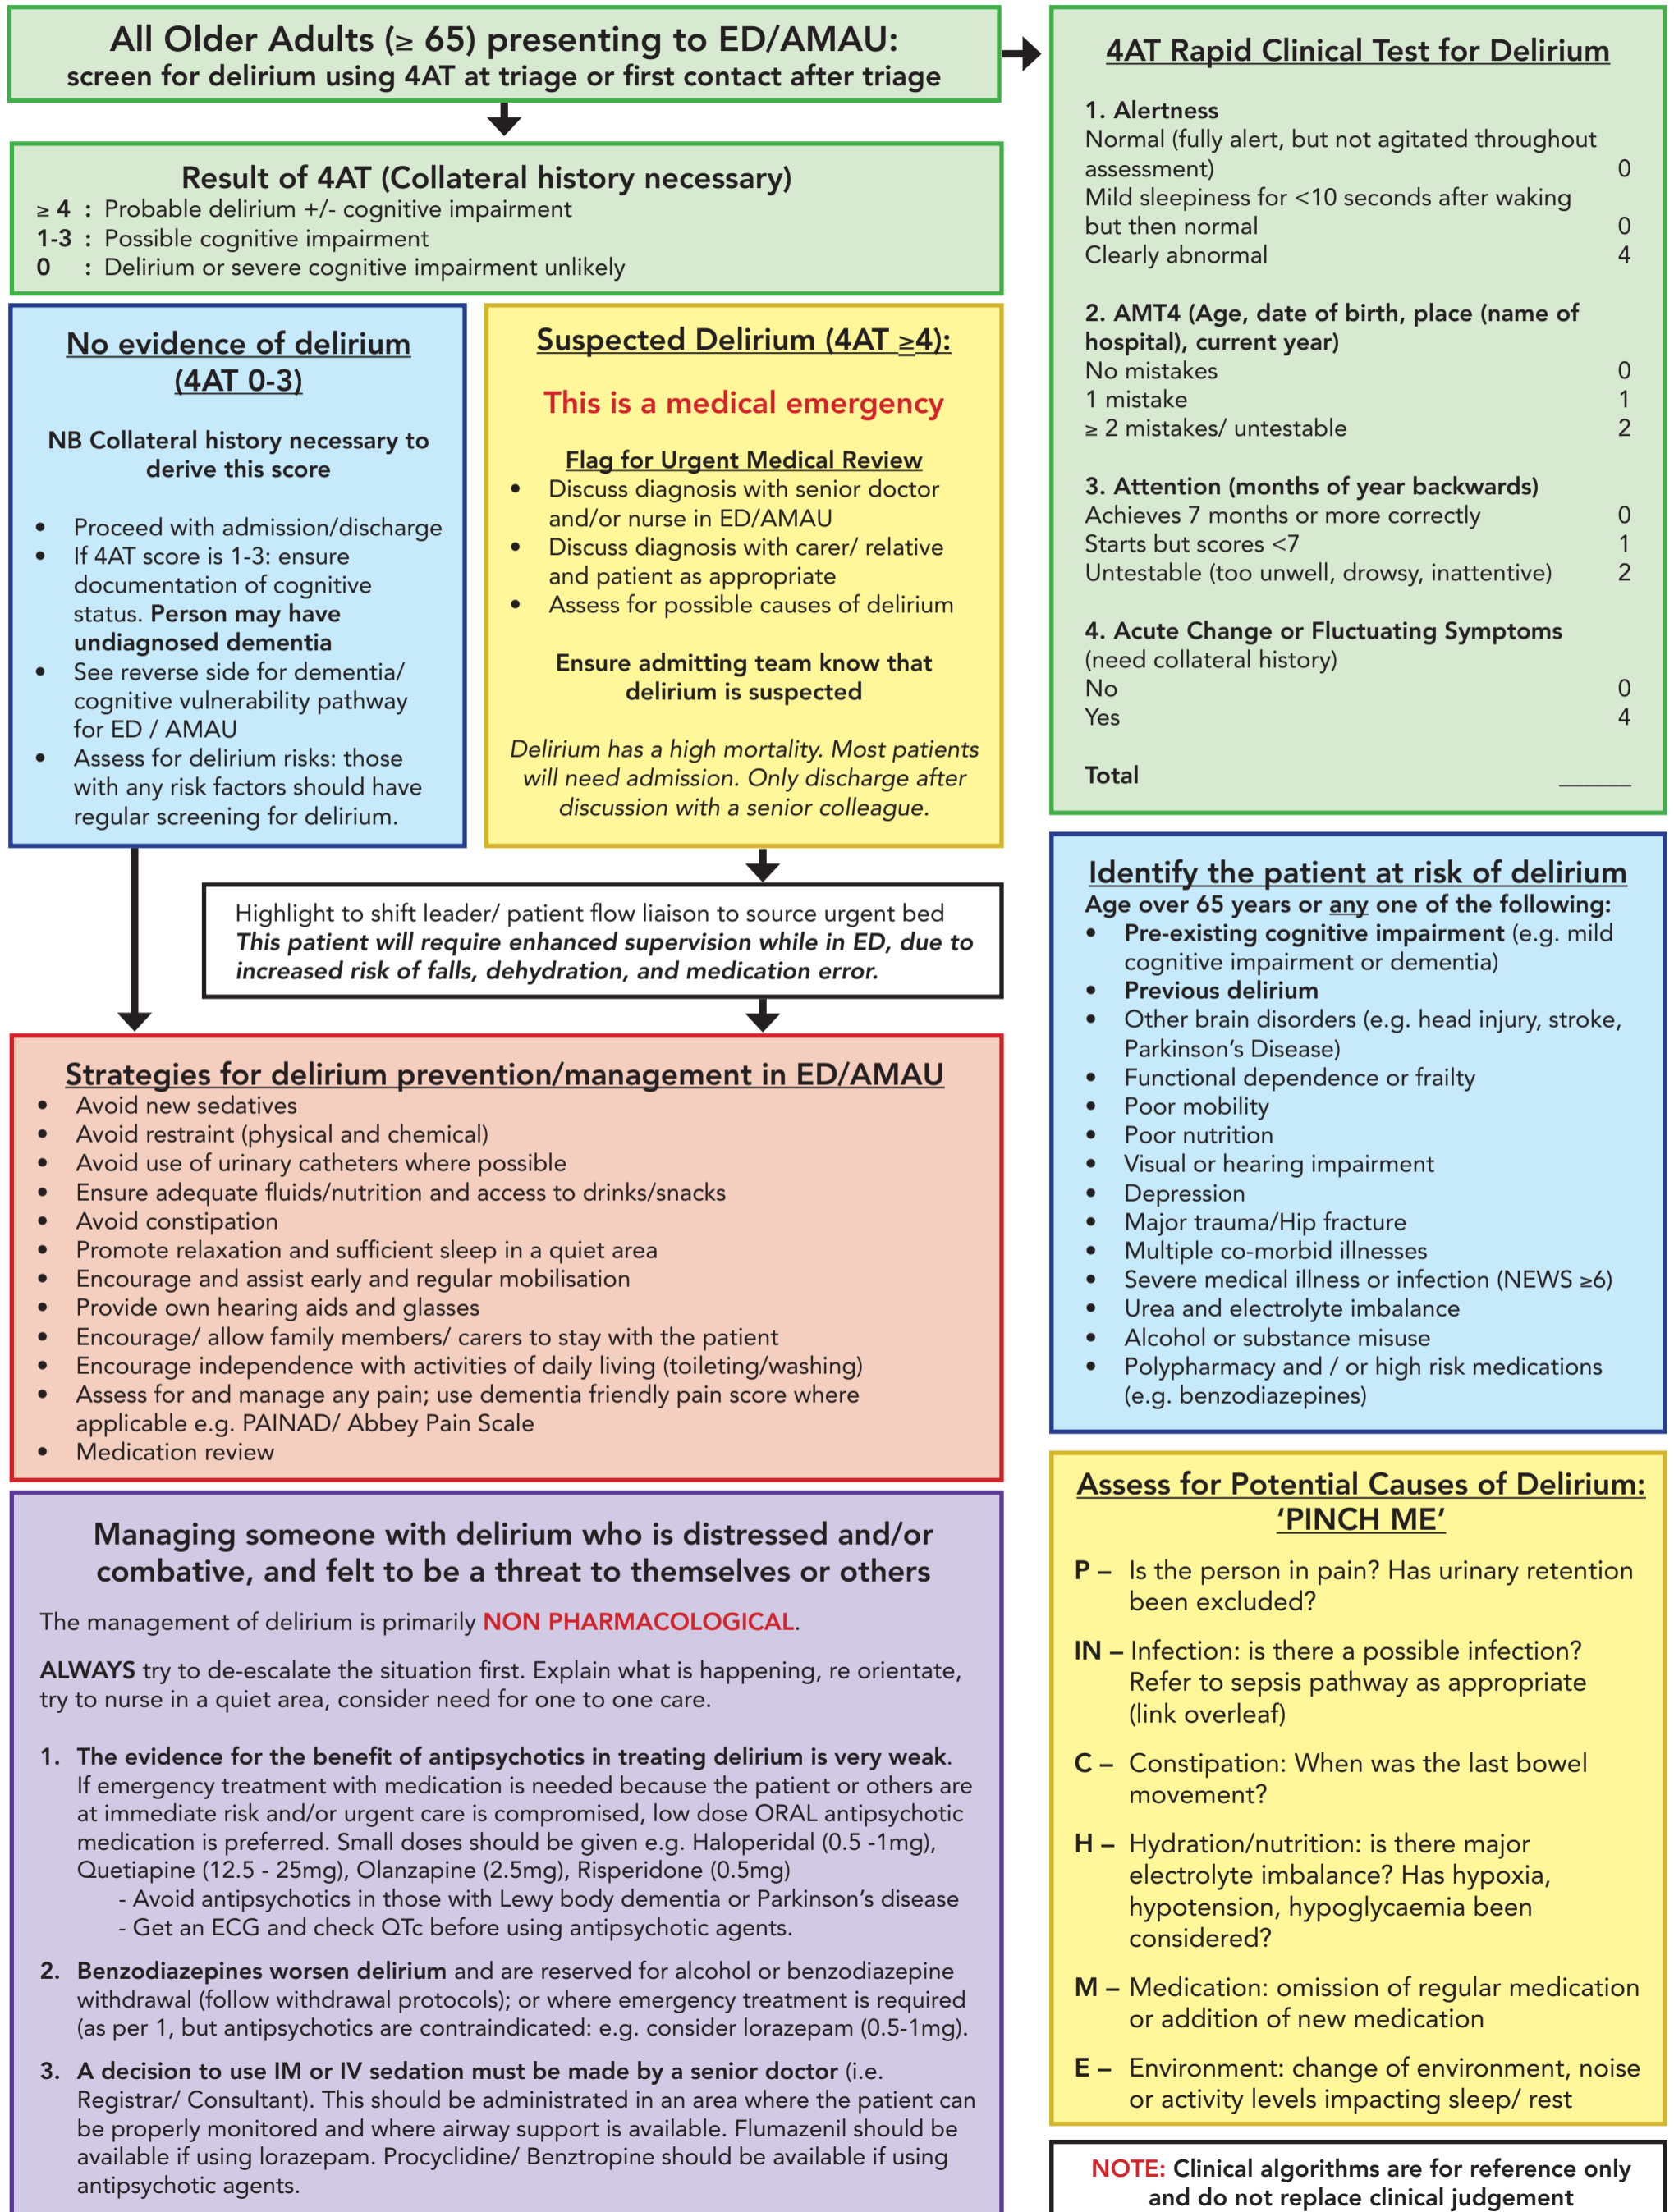 All Older Adults (≥ 65) presenting to ED/AMAU:
screen for delirium using 4AT at triage or first contact after triage
Result of 4AT (Collateral history necessary)
≥ 4 : Probable delirium +/- cognitive impairment
1-3 : Possible cognitive impairment
0 : Delirium or severe cognitive impairment unlikely
No evidence of delirium
(4AT 0-3)
NB Collateral history necessary to
derive this score
• Proceed with admission/discharge
• If 4AT score is 1-3: ensure
documentation of cognitive
status. Person may have
undiagnosed dementia
• See reverse side for dementia/
cognitive vulnerability pathway
for ED / AMAU
• Assess for delirium risks: those
with any risk factors should have
regular screening for delirium.
Suspected Delirium (4AT ≥4):
This is a medical emergency
Flag for Urgent Medical Review
• Discuss diagnosis with senior doctor
and/or nurse in ED/AMAU
• Discuss diagnosis with carer/ relative
and patient as appropriate
• Assess for possible causes of delirium
Ensure admitting team know that
delirium is suspected
Delirium has a high mortality. Most patients
will need admission. Only discharge after
discussion with a senior colleague.
Highlight to shift leader/ patient flow liaison to source urgent bed
This patient will require enhanced supervision while in ED, due to
increased risk of falls, dehydration, and medication error.
Strategies for delirium prevention/management in ED/AMAU
• Avoid new sedatives
• Avoid restraint (physical and chemical)
• Avoid use of urinary catheters where possible
• Ensure adequate fluids/nutrition and access to drinks/snacks
• Avoid constipation
• Promote relaxation and sufficient sleep in a quiet area
• Encourage and assist early and regular mobilisation
• Provide own hearing aids and glasses
• Encourage/ allow family members/ carers to stay with the patient
• Encourage independence with activities of daily living (toileting/washing)
• Assess for and manage any pain; use dementia friendly pain score where
applicable e.g. PAINAD/ Abbey Pain Scale
• Medication review
Managing someone with delirium who is distressed and/or
combative, and felt to be a threat to themselves or others
The management of delirium is primarily NON PHARMACOLOGICAL.
ALWAYS try to de-escalate the situation first. Explain what is happening, re orientate,
try to nurse in a quiet area, consider need for one to one care.
1. The evidence for the benefit of antipsychotics in treating delirium is very weak.
If emergency treatment with medication is needed because the patient or others are
at immediate risk and/or urgent care is compromised, low dose ORAL antipsychotic
medication is preferred. Small doses should be given e.g. Haloperidal (0.5 -1mg),
Quetiapine (12.5 - 25mg), Olanzapine (2.5mg), Risperidone (0.5mg)
- Avoid antipsychotics in those with Lewy body dementia or Parkinson's disease
- Get an ECG and check QTc before using antipsychotic agents.
2. Benzodiazepines worsen delirium and are reserved for alcohol or benzodiazepine
withdrawal (follow withdrawal protocols); or where emergency treatment is required
(as per 1, but antipsychotics are contraindicated: e.g. consider lorazepam (0.5-1mg).
3. A decision to use IM or IV sedation must be made by a senior doctor (i.e.
Registrar/ Consultant). This should be administrated in an area where the patient can
be properly monitored and where airway support is available. Flumazenil should be
available if using lorazepam. Procyclidine/ Benztropine should be available if using
antipsychotic agents.
4AT Rapid Clinical Test for Delirium
1. Alertness
Normal (fully alert, but not agitated throughout
assessment) 0
Mild sleepiness for <10 seconds after waking
but then normal 0
Clearly abnormal 4
2. AMT4 (Age, date of birth, place (name of
hospital), current year)
No mistakes 0
1 mistake 1
≥ 2 mistakes/ untestable 2
3. Attention (months of year backwards)
Achieves 7 months or more correctly 0
Starts but scores <7 1
Untestable (too unwell, drowsy, inattentive) 2
4. Acute Change or Fluctuating Symptoms
(need collateral history)
No 0
Yes 4
Total _____
Identify the patient at risk of delirium
Age over 65 years or any one of the following:
• Pre-existing cognitive impairment (e.g. mild
cognitive impairment or dementia)
• Previous delirium
• Other brain disorders (e.g. head injury, stroke,
Parkinson's Disease)
• Functional dependence or frailty
• Poor mobility
• Poor nutrition
• Visual or hearing impairment
• Depression
• Major trauma/Hip fracture
• Multiple co-morbid illnesses
• Severe medical illness or infection (NEWS ≥6)
• Urea and electrolyte imbalance
• Alcohol or substance misuse
• Polypharmacy and / or high risk medications
(e.g. benzodiazepines)
Assess for Potential Causes of Delirium:
‘PINCH ME’
P – Is the person in pain? Has urinary retention
been excluded?
IN – Infection: is there a possible infection?
Refer to sepsis pathway as appropriate
(link overleaf)
C – Constipation: When was the last bowel
movement?
H – Hydration/nutrition: is there major
electrolyte imbalance? Has hypoxia,
hypotension, hypoglycaemia been
considered?
M – Medication: omission of regular medication
or addition of new medication
E – Environment: change of environment, noise
or activity levels impacting sleep/ rest
NOTE: Clinical algorithms are for reference only
and do not replace clinical judgement